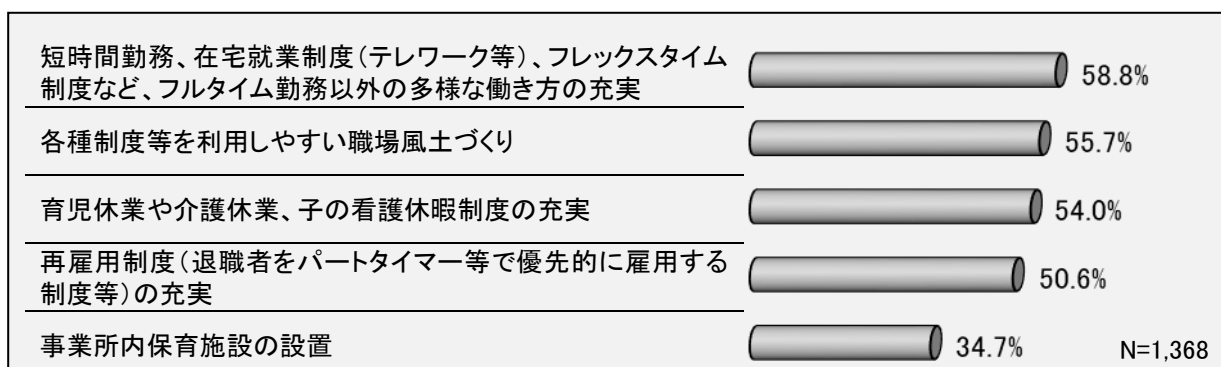 短時間勤務、在宅就業制度（テレワーク等）、フレックスタイム
制度など、フルタイム勤務以外の多様な働き方の充実
58.8%
各種制度等を利用しやすい職場風土づくり
55.7%
育児休業や介護休業、子の看護休暇制度の充実
54.0%
再雇用制度（退職者をパートタイマー等で優先的に雇用する
制度等）の充実
50.6%
事業所内保育施設の設置
34.7%
N=1,368